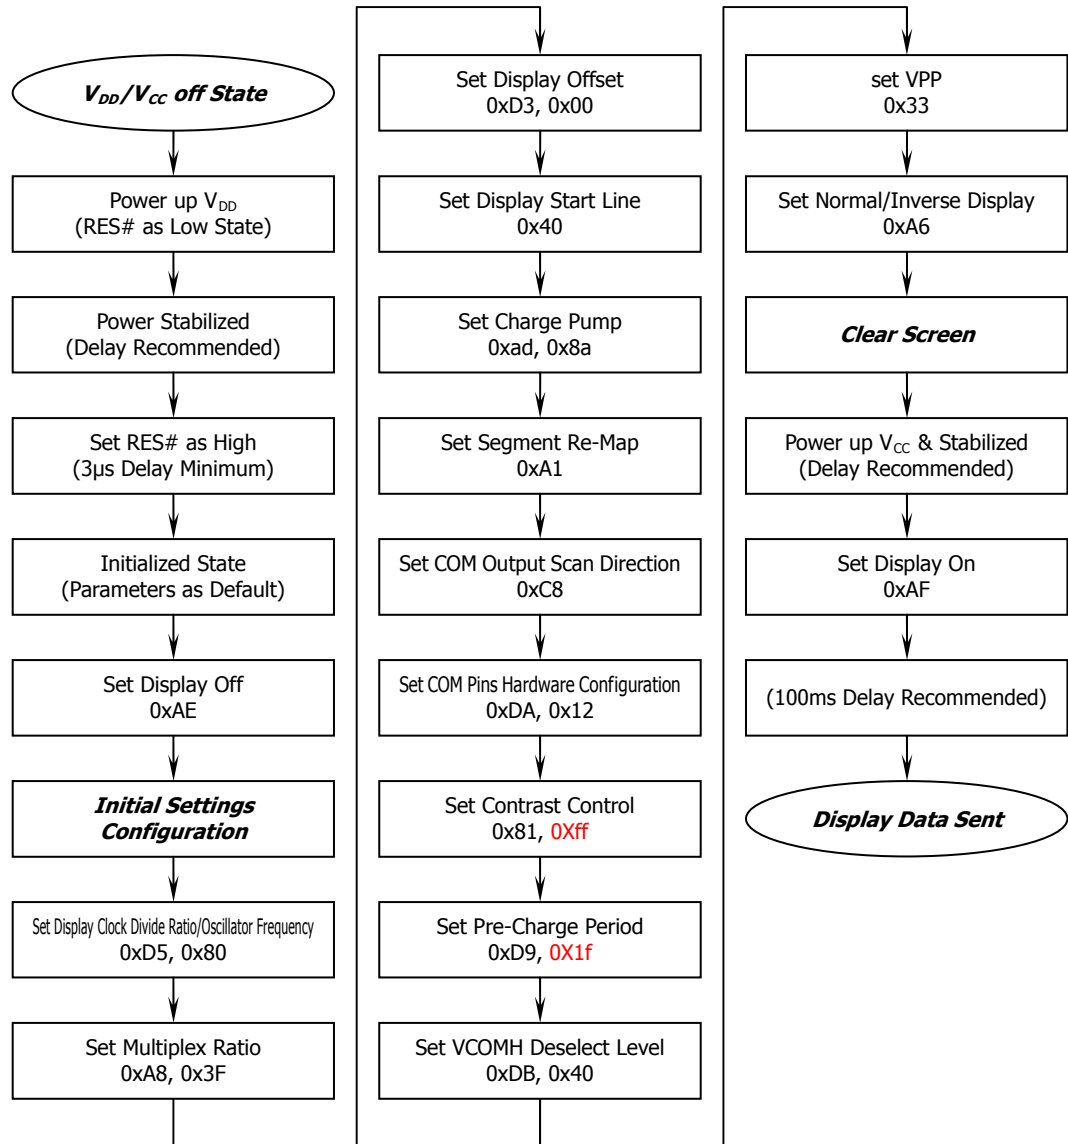 V_DD/V_CC off State
Power up V_DD
(RES# as Low State)
Power Stabilized
(Delay Recommended)
Set RES# as High
(3µs Delay Minimum)
Initialized State
(Parameters as Default)
Set Display Off
0xAE
Initial Settings
Configuration
Set Display Clock Divide Ratio/Oscillator Frequency
0xD5, 0x80
Set Multiplex Ratio
0xA8, 0x3F
Set Display Offset
0xD3, 0x00
Set Display Start Line
0x40
Set Charge Pump
0xad, 0x8a
Set Segment Re-Map
0xA1
Set COM Output Scan Direction
0xC8
Set COM Pins Hardware Configuration
0xDA, 0x12
Set Contrast Control
0x81, 0Xff
Set Pre-Charge Period
0xD9, 0X1f
Set VCOMH Deselect Level
0xDB, 0x40
set VPP
0x33
Set Normal/Inverse Display
0xA6
Clear Screen
Power up V_CC & Stabilized
(Delay Recommended)
Set Display On
0xAF
(100ms Delay Recommended)
Display Data Sent